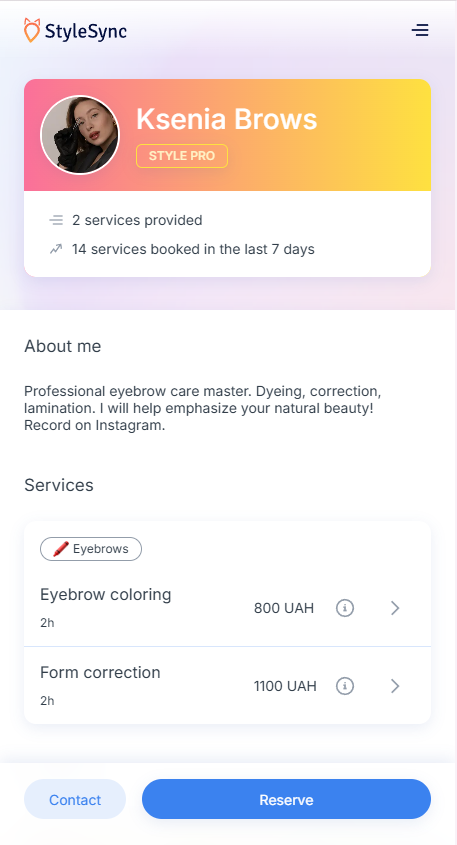 StyleSync
Ksenia Brows
STYLE PRO
2 services provided
14 services booked in the last 7 days
About me
Professional eyebrow care master. Dyeing, correction,
lamination. I will help emphasize your natural beauty!
Record on Instagram.
Services
Eyebrows
Eyebrow coloring
2h
800 UAH
Form correction
2h
1100 UAH
Contact
Reserve